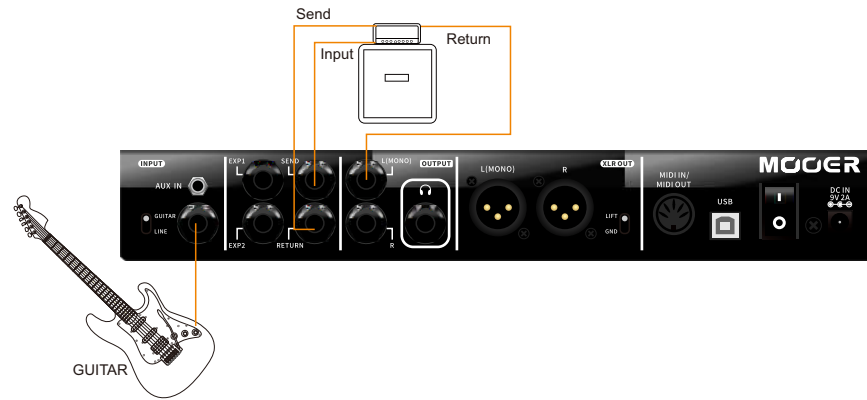 Send
Return
Input
INPUT
AUX IN
GUITAR
LINE
EXP1
SEND
EXP2
RETURN
L(MONO)
OUTPUT
R
L(MONO)
R
XLR OUT
LIFT
GND
MIDI IN/
MIDI OUT
USB
MOOER
DC IN
9V 2A
GUITAR